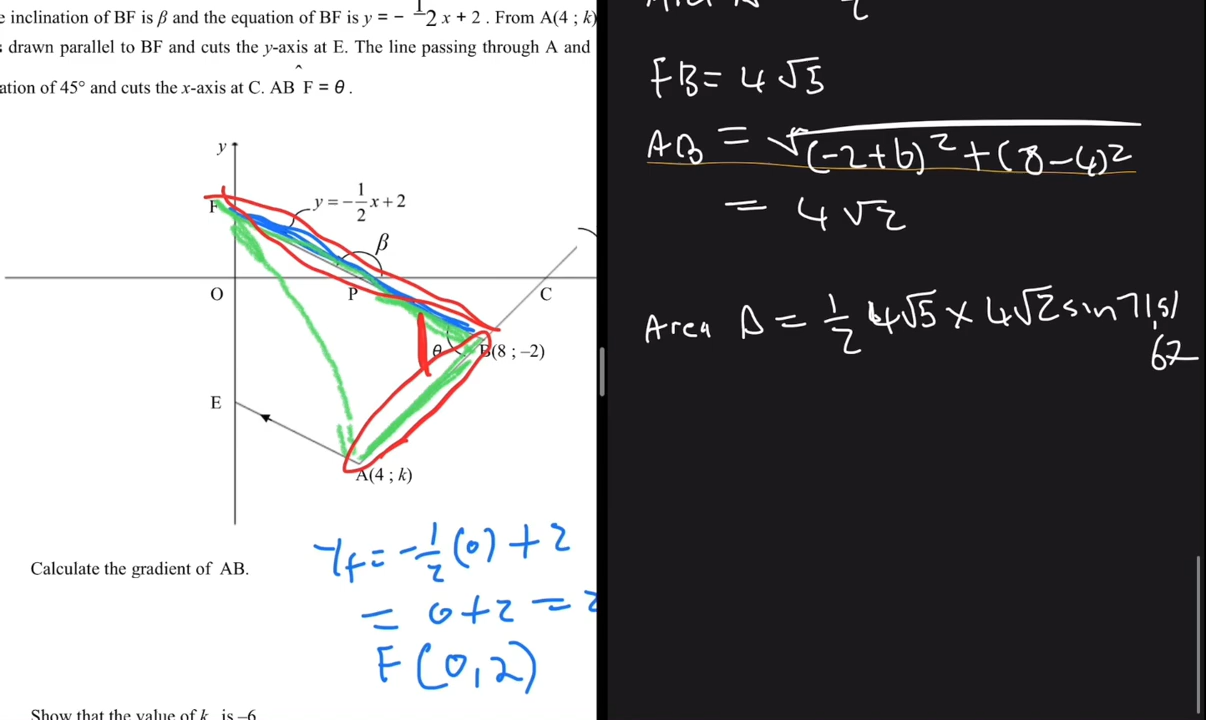 e inclination of BF is β and the equation of BF is y = − 1/2 x + 2 . From A(4 ; k)
s drawn parallel to BF and cuts the y-axis at E. The line passing through A and
ation of 45° and cuts the x-axis at C. AB̂F = θ .
y
F
y = −1/2 x + 2
β
O
P
C
θ
B(8 ; −2)
E
A(4 ; k)
yF = -1/2 (0) + 2
= 0 + 2 = 2
F (0,2)
Calculate the gradient of AB.
Show that the value of k is –6
2
FB = 4√5
AB = √(-2+6)² + (8-4)²
= 4√2
Area Δ = 1/2 4√5 × 4√2 sin 71,5/
62